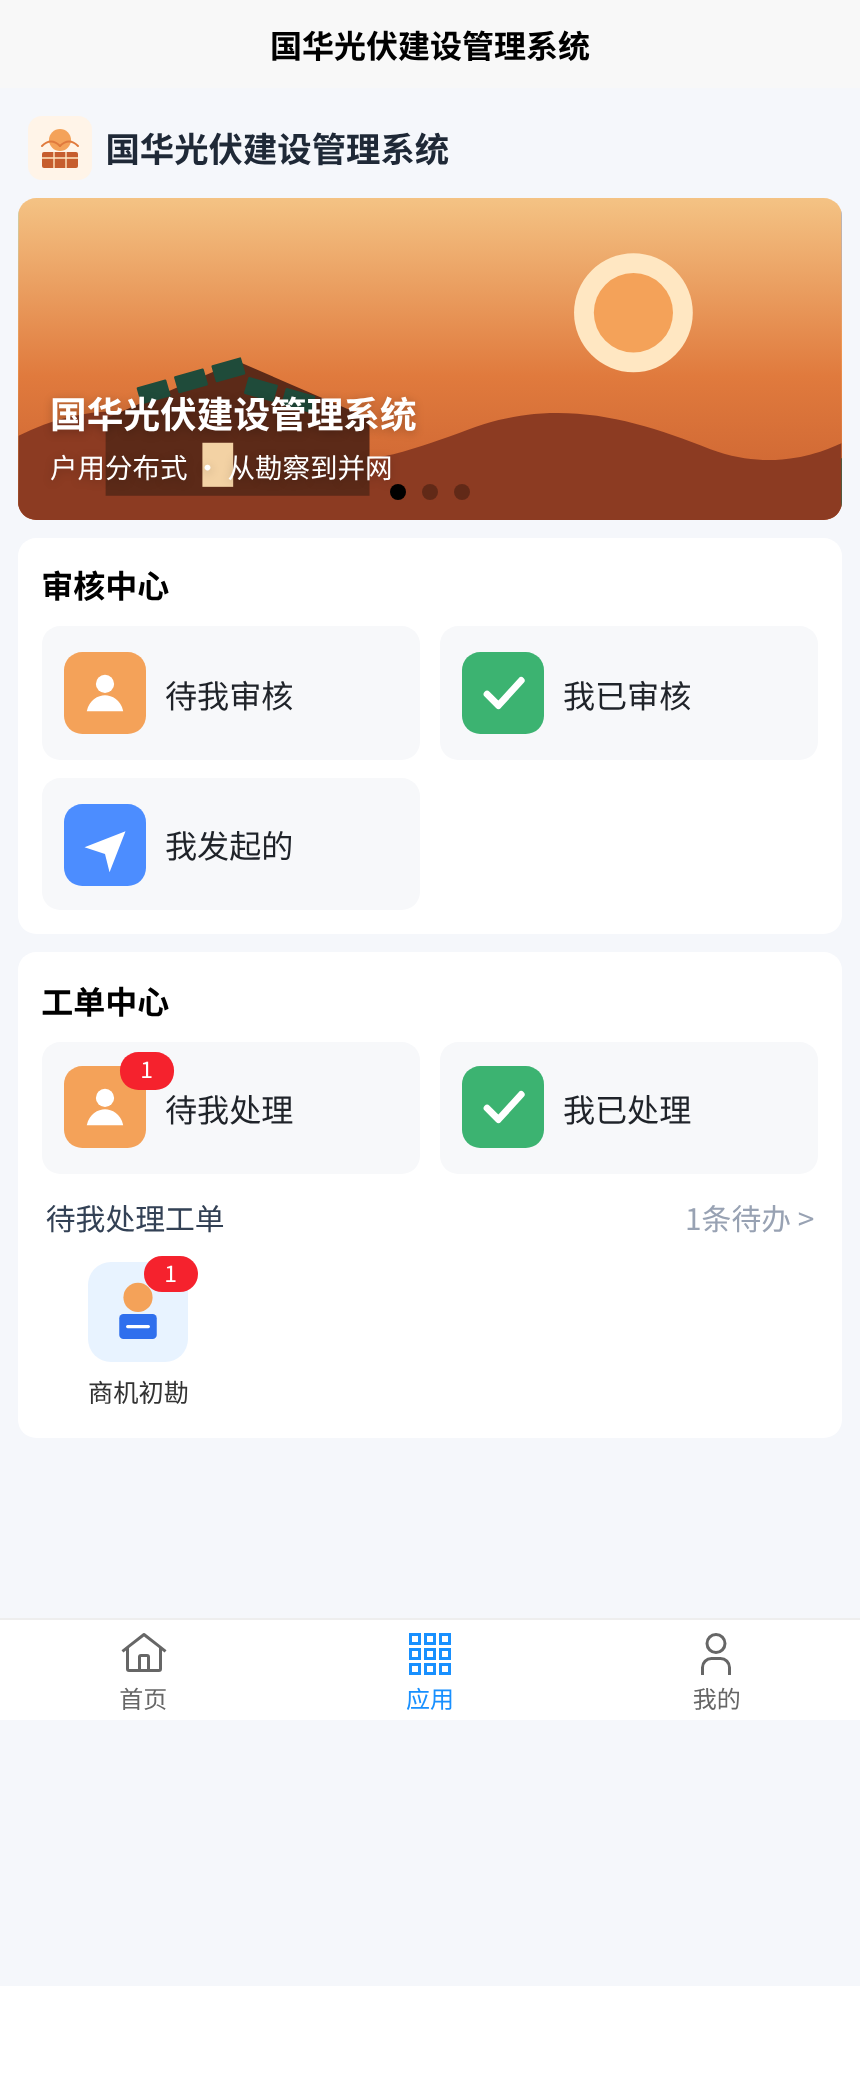 国华光伏建设管理系统
国华光伏建设管理系统
国华光伏建设管理系统
户用分布式 · 从勘察到并网
审核中心
待我审核
我已审核
我发起的
工单中心
1
待我处理
我已处理
待我处理工单
1条待办 >
1
商机初勘
首页
应用
我的